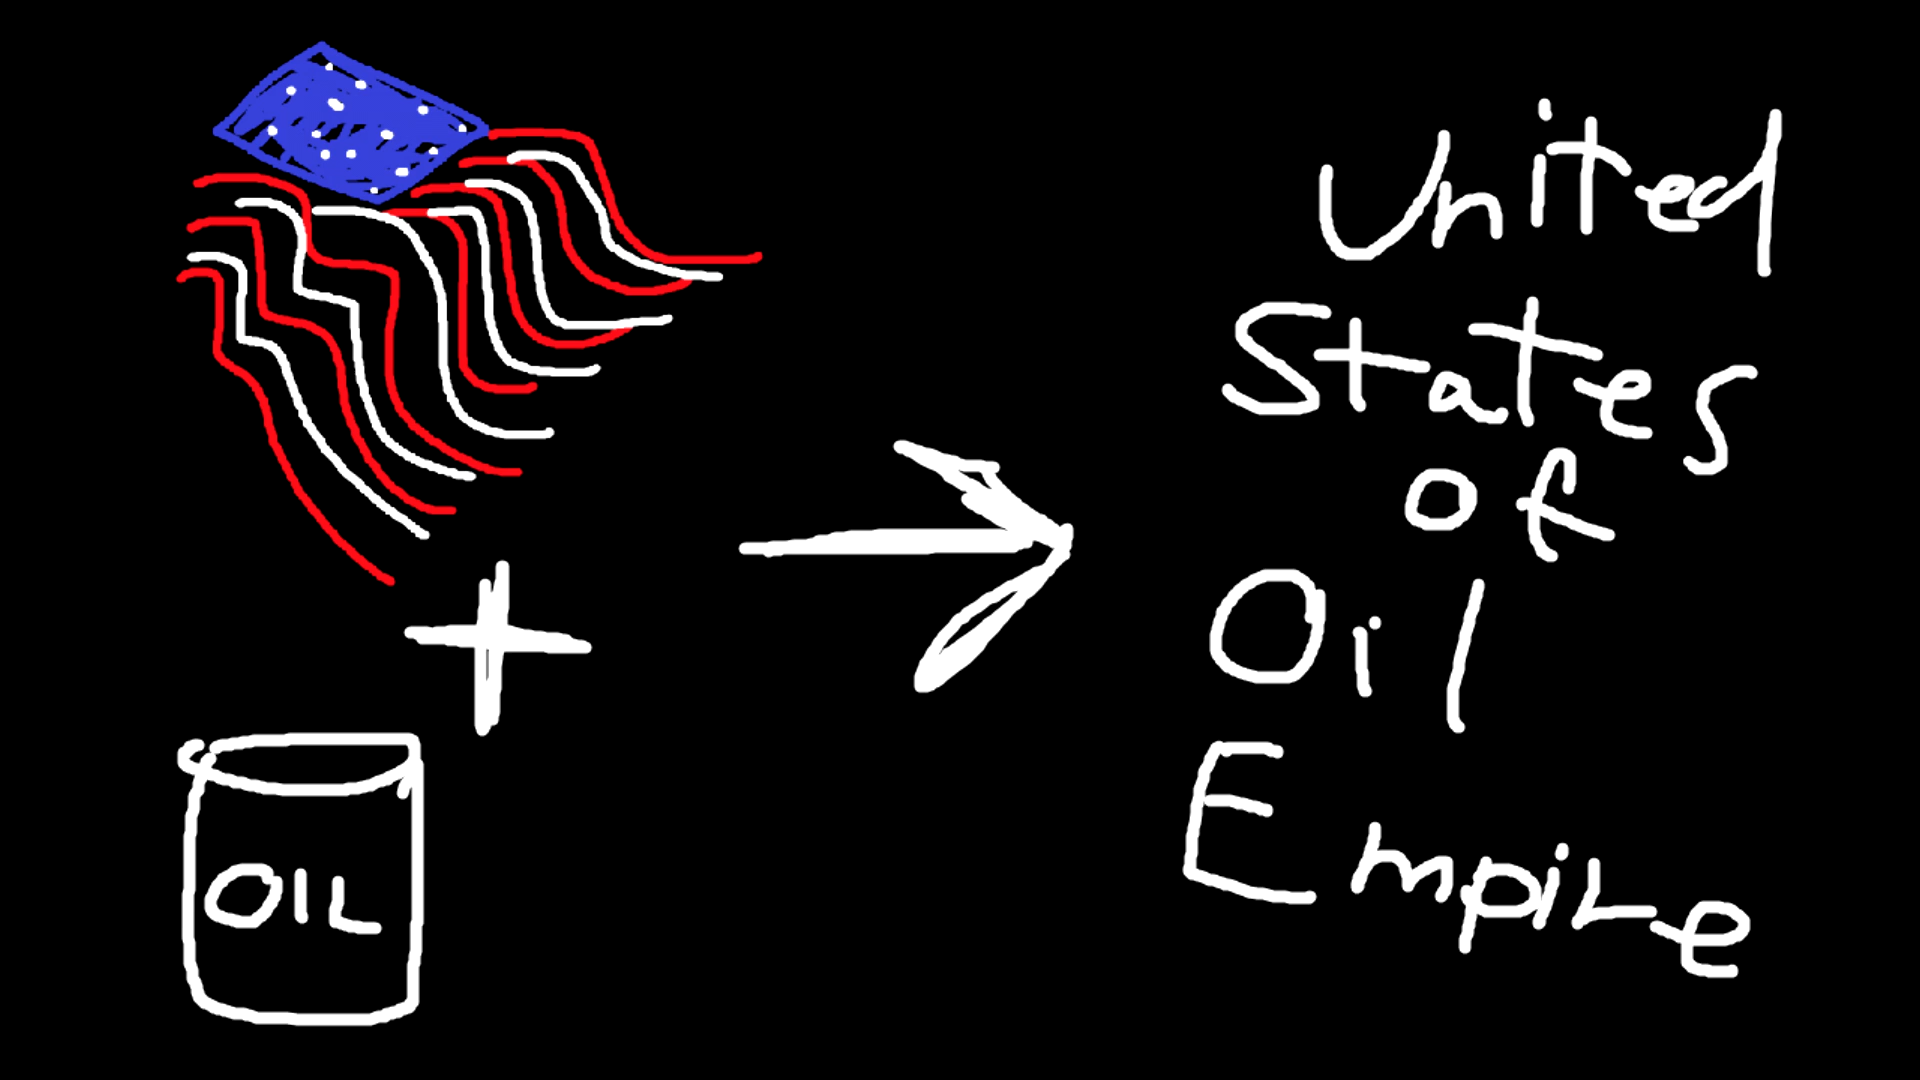 OIL
United
States
of
Oil
Empire